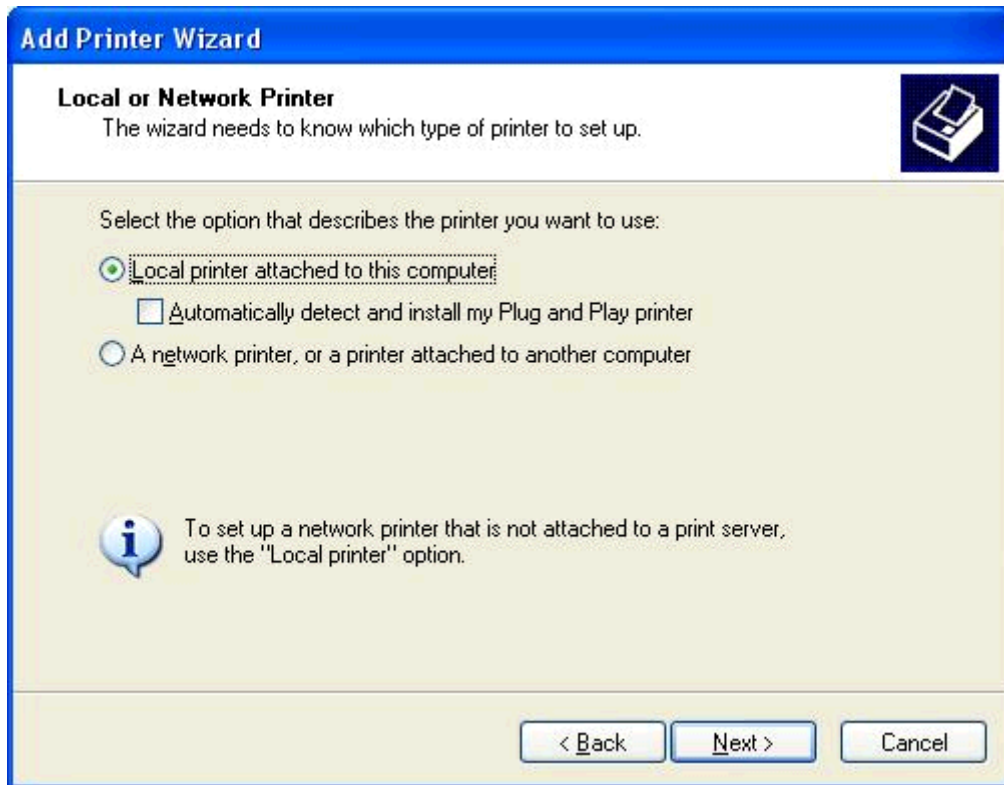 Add Printer Wizard
Local or Network Printer
The wizard needs to know which type of printer to set up.
Select the option that describes the printer you want to use:
Local printer attached to this computer
Automatically detect and install my Plug and Play printer
A network printer, or a printer attached to another computer
To set up a network printer that is not attached to a print server,
use the "Local printer" option.
< Back
Next >
Cancel